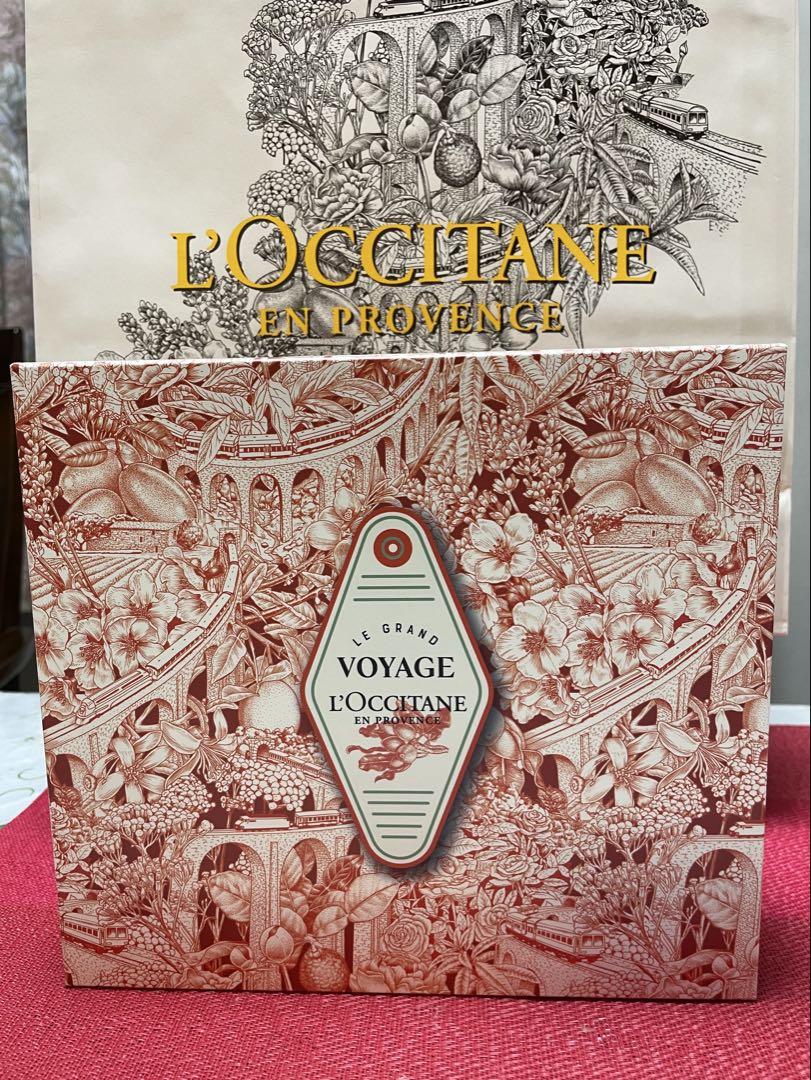 L'OCCITANE
EN PROVENCE
LE GRAND
VOYAGE
L'OCCITANE
EN PROVENCE